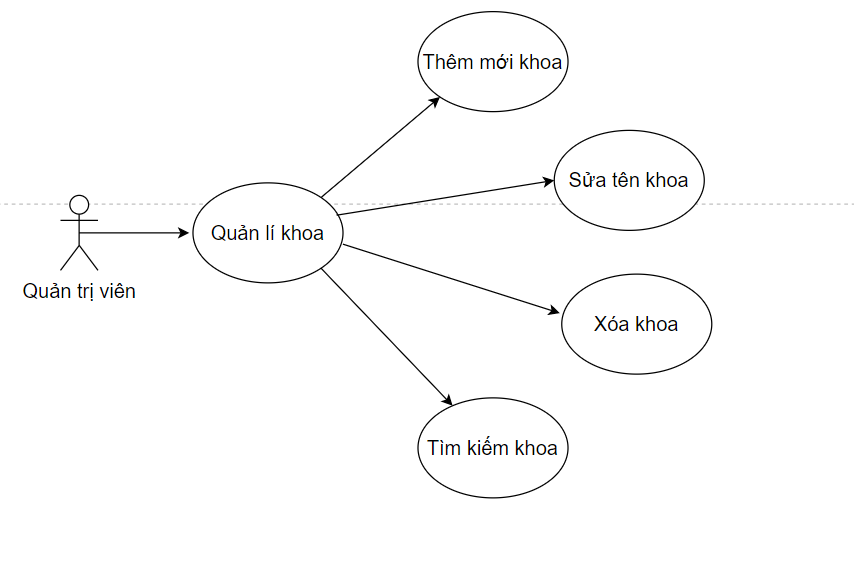 Thêm mới khoa
Sửa tên khoa
Quản lí khoa
Quản trị viên
Xóa khoa
Tìm kiếm khoa